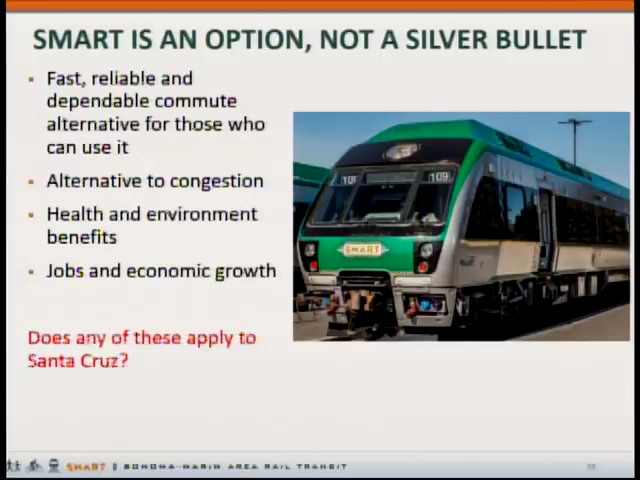 SMART IS AN OPTION, NOT A SILVER BULLET
Fast, reliable and
dependable commute
alternative for those who
can use it
Alternative to congestion
Health and environment
benefits
Jobs and economic growth
Does any of these apply to
Santa Cruz?
109
SMART
SMART | SONOMA-MARIN AREA RAIL TRANSIT